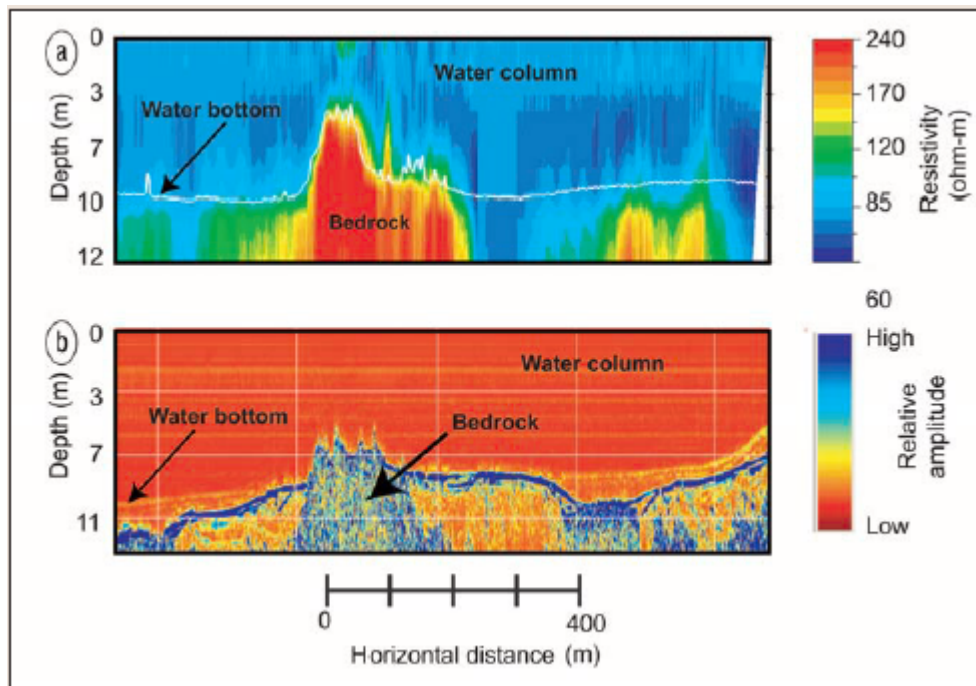 a
0
3
7
10
12
Depth (m)
Water column
Water bottom
Bedrock
240
170
120
85
60
Resistivity
(ohm-m)
b
0
3
7
11
Depth (m)
Water column
Water bottom
Bedrock
High
Low
Relative
amplitude
0
400
Horizontal distance (m)